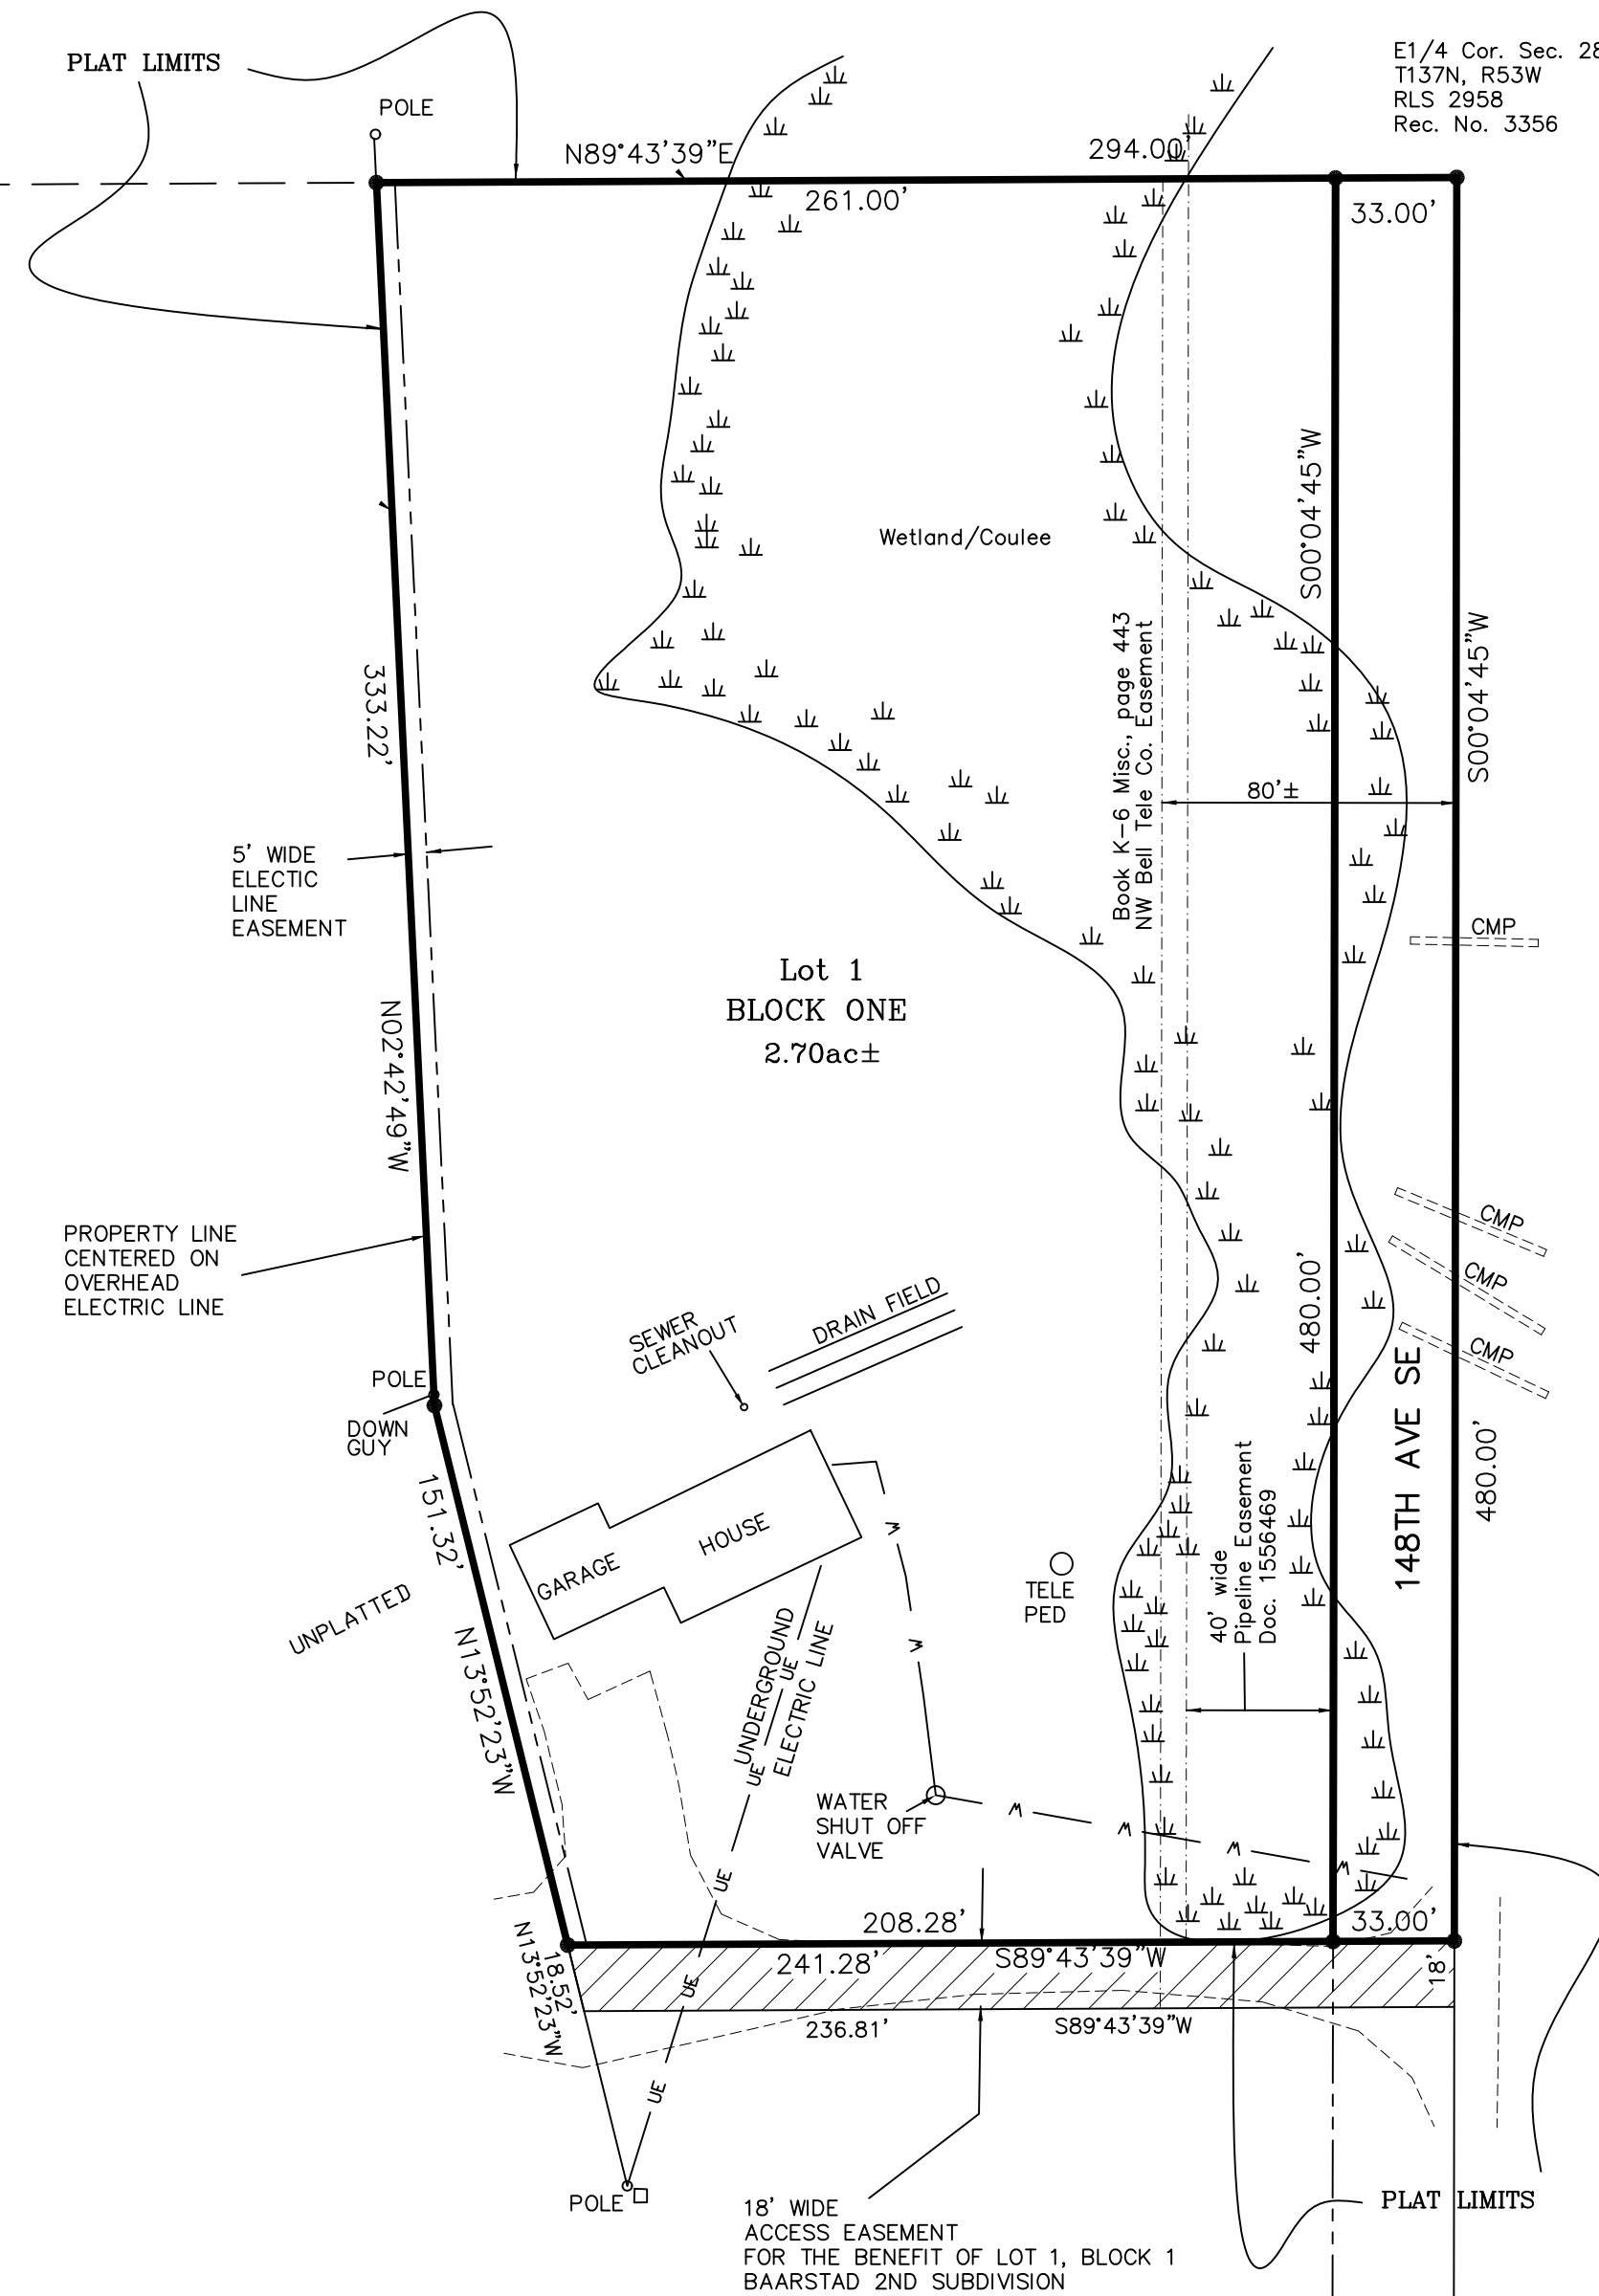 PLAT LIMITS
E1/4 Cor. Sec. 28
T137N, R53W
RLS 2958
Rec. No. 3356
POLE
N89°43'39"E
294.00'
261.00'
33.00'
S00°04'45"W
Wetland/Coulee
Book K-6 Misc., page 443
NW Bell Tele Co. Easement
S00°04'45"W
333.22'
80'±
5' WIDE
ELECTIC
LINE
EASEMENT
CMP
Lot 1
BLOCK ONE
2.70ac±
N02°42'49"W
PROPERTY LINE
CENTERED ON
OVERHEAD
ELECTRIC LINE
CMP
CMP
CMP
480.00'
SEWER
CLEANOUT
DRAIN FIELD
POLE
DOWN
GUY
148TH AVE SE
480.00'
151.32'
HOUSE
GARAGE
W
W
TELE
PED
40' wide
Pipeline Easement
Doc. 1556469
UNPLATTED
N13°52'23"W
UNDERGROUND
ELECTRIC LINE
UE
UE
WATER
SHUT OFF
VALVE
W
W
W
W
UE
208.28'
33.00'
241.28'
S89°43'39"W
18'
18.52'
N13°52'23"W
UE
236.81'
S89°43'39"W
UE
POLE
PLAT LIMITS
18' WIDE
ACCESS EASEMENT
FOR THE BENEFIT OF LOT 1, BLOCK 1
BAARSTAD 2ND SUBDIVISION